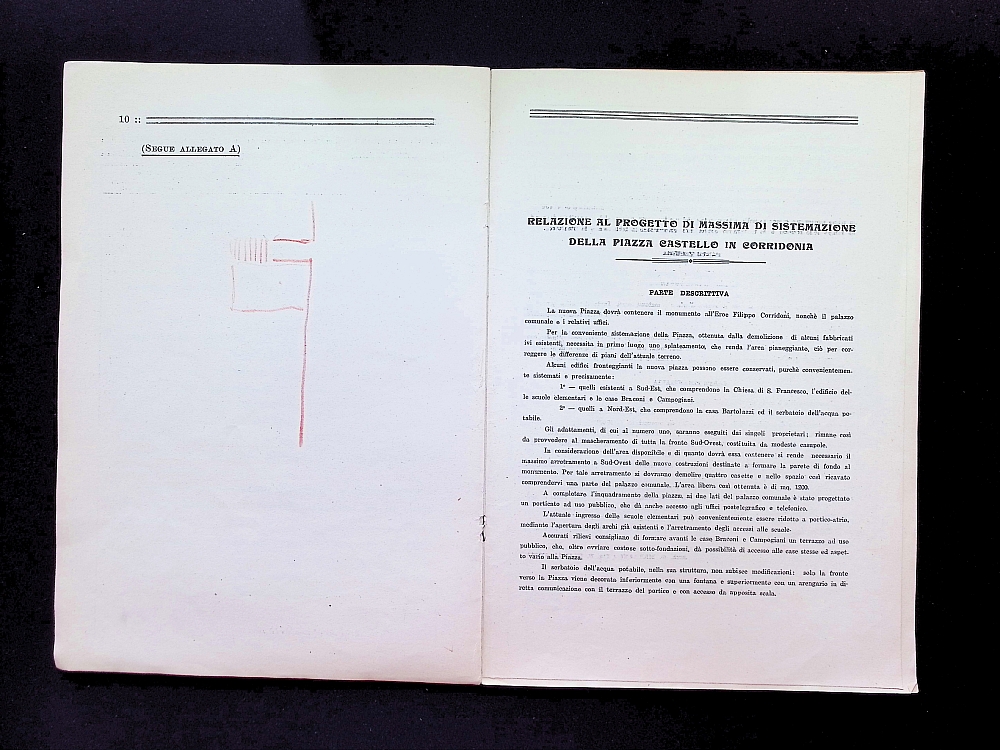 10 ::
(SEGUE ALLEGATO A)
RELAZIONE AL PROGETTO DI MASSIMA DI SISTEMAZIONE
DELLA PIAZZA CASTELLO IN CORRIDONIA
PARTE DESCRITTIVA
La nuova Piazza dovrà contenere il monumento all'Eroe Filippo Corridoni, nonchè il palazzo
comunale e i relativi uffici.
Per la conveniente sistemazione della Piazza, ottenuta dalla demolizione di alcuni fabbricati
ivi esistenti, necessita in primo luogo uno splateamento, che renda l'area pianeggiante, ciò per cor-
reggere le differenze di piani dell'attuale terreno.
Alcuni edifici fronteggianti la nuova piazza possono essere conservati, purchè convenientemen-
te sistemati e precisamente:
1° — quelli esistenti a Sud-Est, che comprendono la Chiesa di S. Francesco, l'edificio del-
le scuole elementari e le case Braconi e Campogiani.
2° — quelli a Nord-Est, che comprendono la casa Bartolazzi ed il serbatoio dell'acqua po-
tabile.
Gli adattamenti, di cui al numero uno, saranno eseguiti dai singoli proprietari; rimane così
da provvedere al mascheramento di tutta la fronte Sud-Ovest, costituita da modeste casupole.
In considerazione dell'area disponibile e di quanto dovrà essa contenere si rende necessario il
massimo arretramento a Sud-Ovest delle nuove costruzioni destinate a formare la parete di fondo al
monumento. Per tale arretramento si dovranno demolire quattro casette e nello spazio così ricavato
comprendervi una parte del palazzo comunale. L'area libera così ottenuta è di mq. 1200.
A completare l'inquadramento della piazza, ai due lati del palazzo comunale è stato progettato
un porticato ad uso pubblico, che dà anche accesso agli uffici postelegrafico e telefonico.
L'attuale ingresso delle scuole elementari può convenientemente essere ridotto a portico-atrio,
mediante l'apertura degli archi già esistenti e l'arretramento degli accessi alle scuole.
Accurati rilievi consigliano di formare avanti le case Braconi e Campogiani un terrazzo ad uso
pubblico, che, oltre ovviare costose sotto-fondazioni, dà possibilità di accesso alle case stesse ed aspet-
to vario alla Piazza.
Il serbatoio dell'acqua potabile, nella sua struttura, non subisce modificazioni: sola la fronte
verso la Piazza viene decorata inferiormente con una fontana e superiormente con un arengario in di-
retta comunicazione con il terrazzo del portico e con accesso da apposita scala.